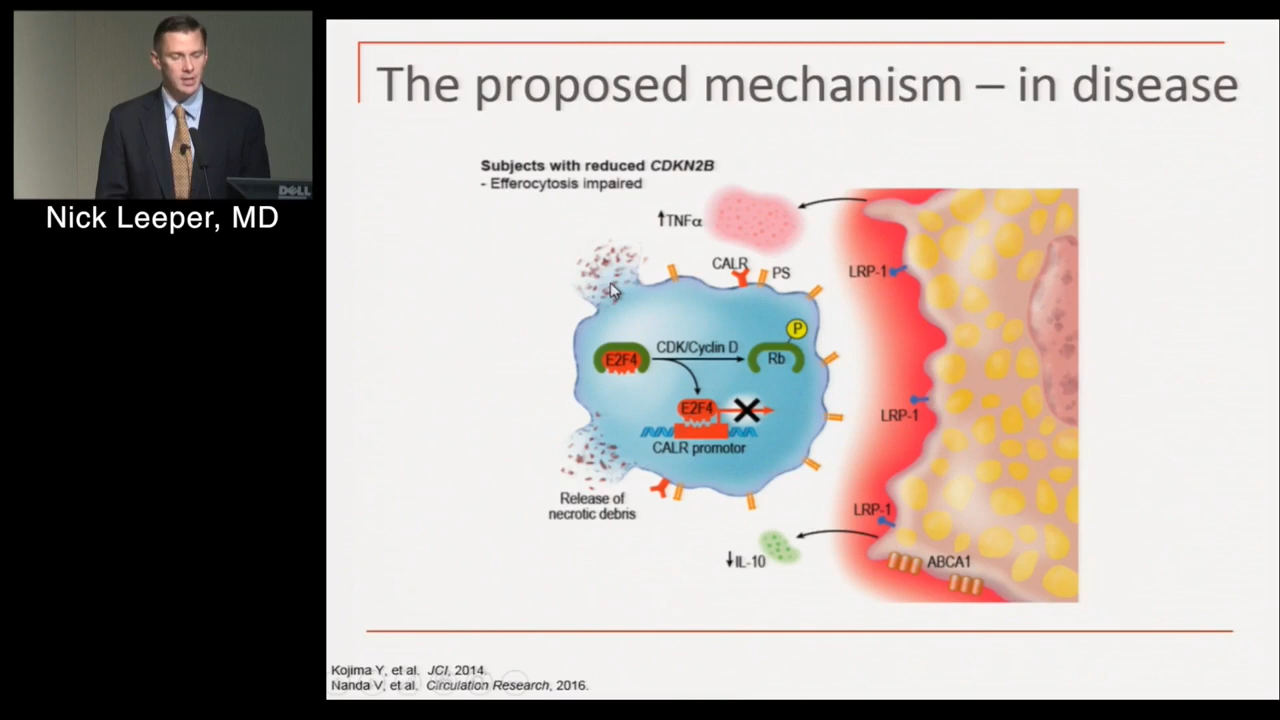 DELL
Nick Leeper, MD
The proposed mechanism – in disease
Subjects with reduced CDKN2B
- Efferocytosis impaired
↑TNFα
CALR
PS
LRP-1
P
CDK/Cyclin D
E2F4
Rb
E2F4
CALR promotor
LRP-1
Release of
necrotic debris
LRP-1
↓IL-10
ABCA1
Kojima Y, et al. JCI, 2014.
Nanda V, et al. Circulation Research, 2016.